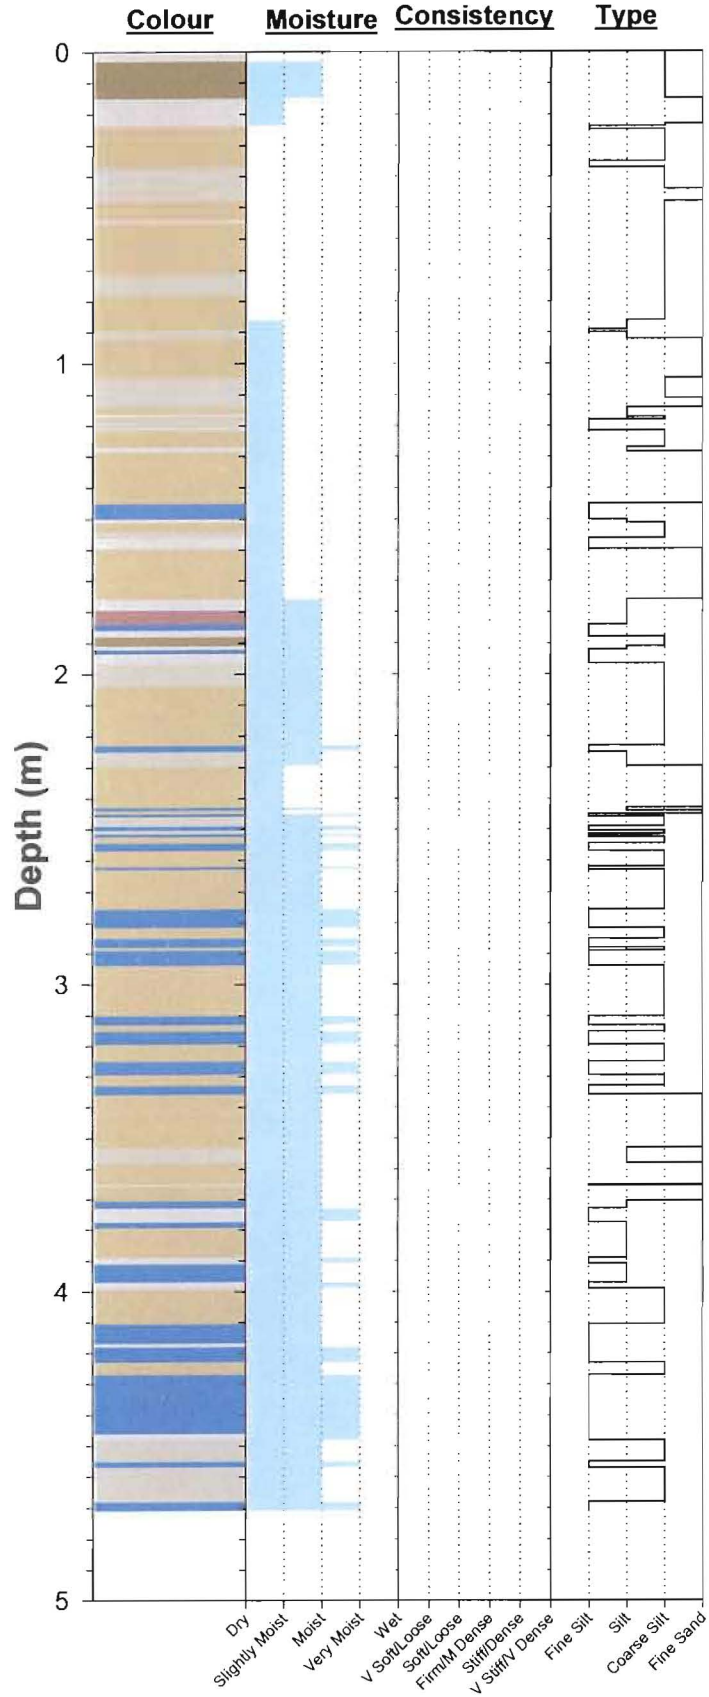 Colour Moisture Consistency Type
0
1
2
Depth (m)
3
4
5
Dry
Slightly Moist
Moist
Very Moist
Wet
V Soft/Loose
Soft/Loose
Firm/M Dense
Stiff/Dense
V Stiff/V Dense
Fine Silt
Silt
Coarse Silt
Fine Sand